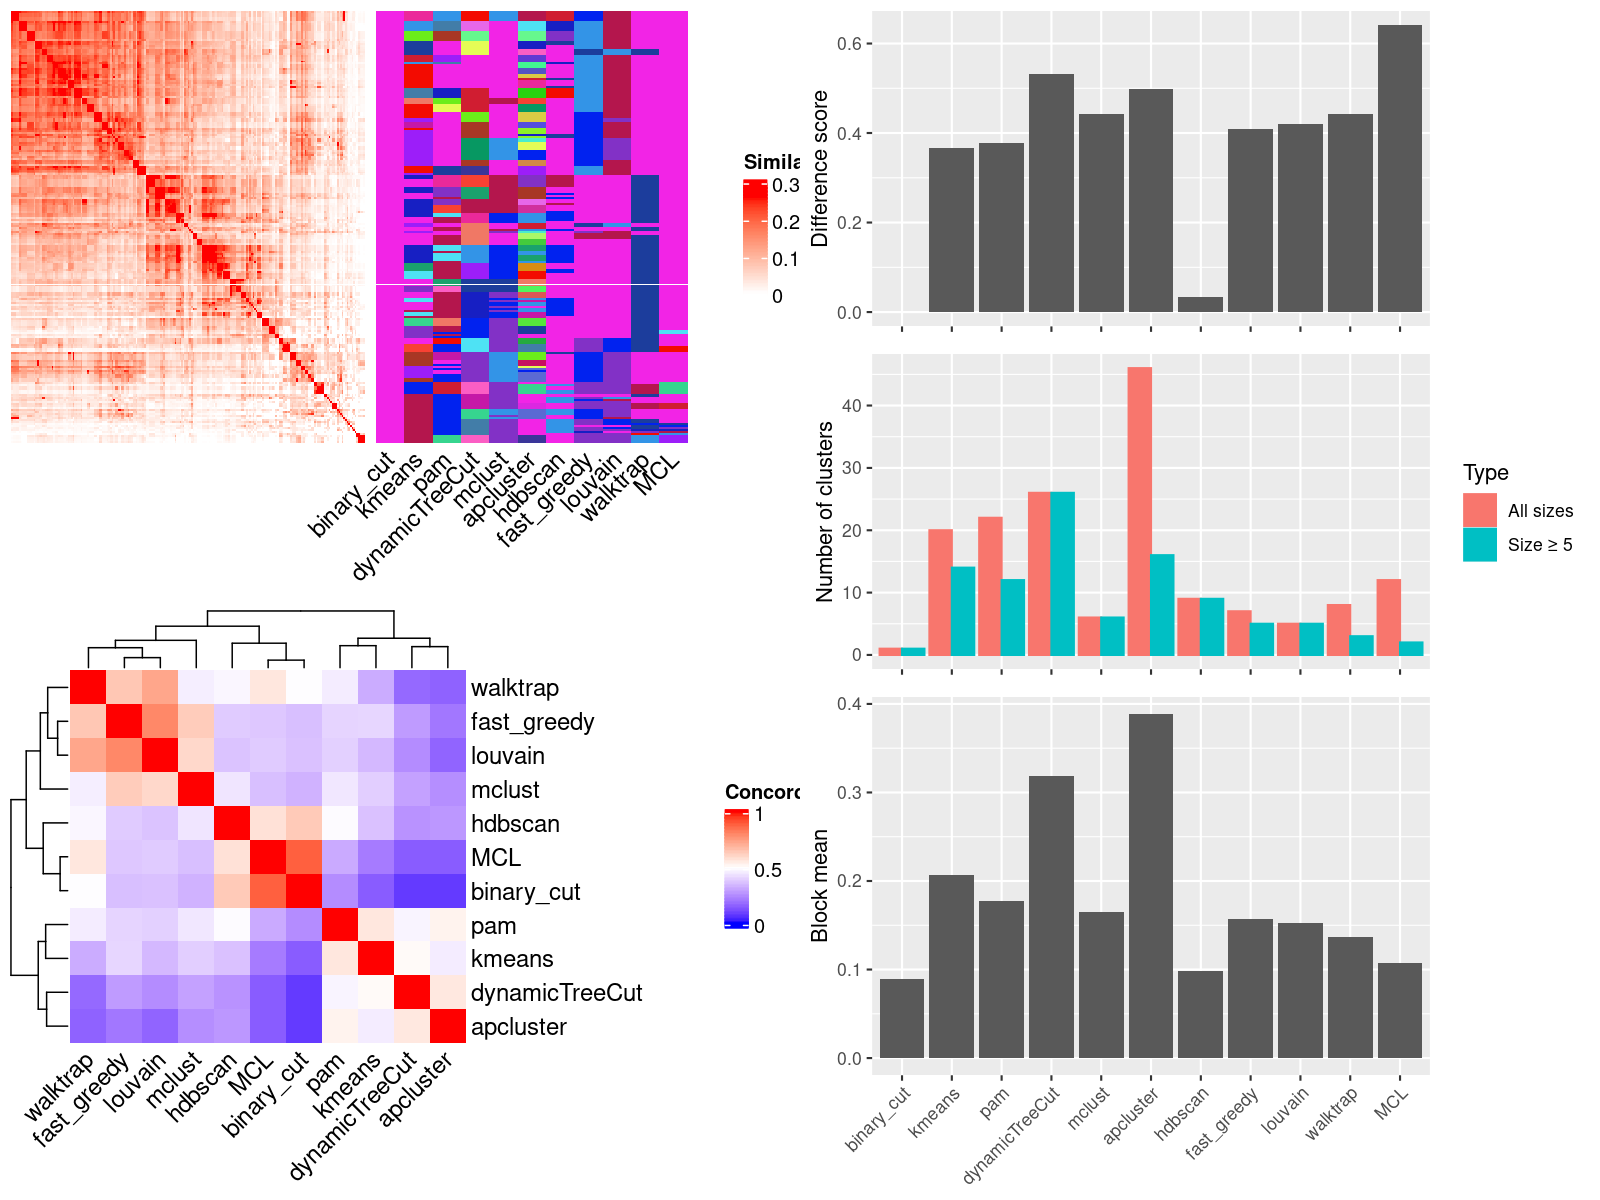 Simila
0.3
0.2
0.1
0
binary_cut
kmeans
pam
dynamicTreeCut
mclust
apcluster
hdbscan
fast_greedy
louvain
walktrap
MCL
Difference score
0.6
0.4
0.2
0.0
Number of clusters
40
30
20
10
0
Type
All sizes
Size ≥ 5
walktrap
fast_greedy
louvain
mclust
hdbscan
MCL
binary_cut
pam
kmeans
dynamicTreeCut
apcluster
walktrap
fast_greedy
louvain
mclust
hdbscan
MCL
binary_cut
pam
kmeans
dynamicTreeCut
apcluster
Concord
1
0.5
0
Block mean
0.4
0.3
0.2
0.1
0.0
binary_cut
kmeans
pam
dynamicTreeCut
mclust
apcluster
hdbscan
fast_greedy
louvain
walktrap
MCL